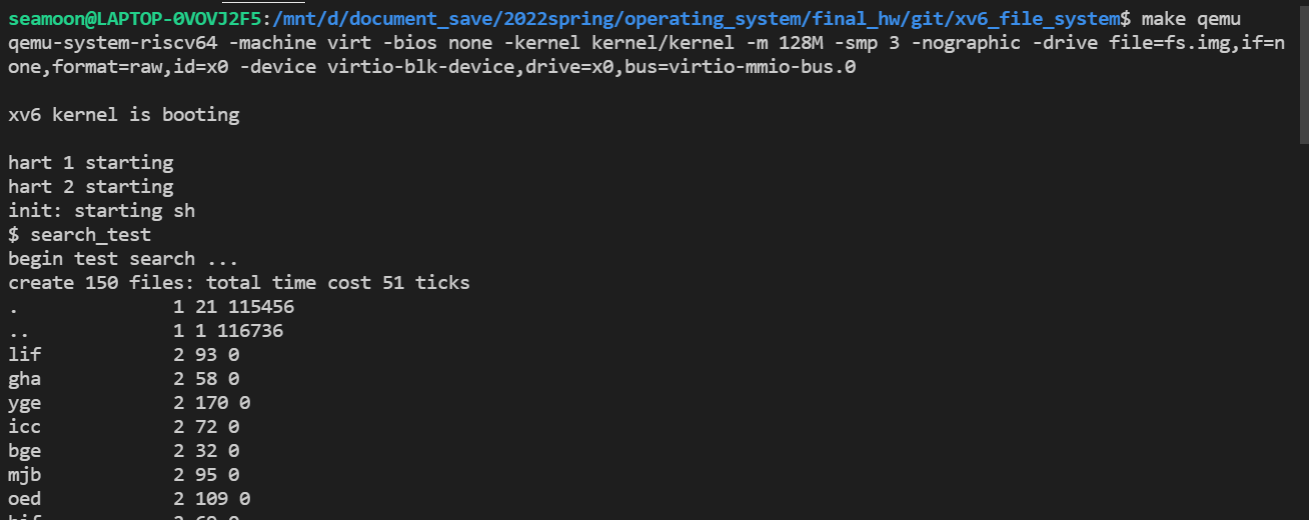 seamoon@LAPTOP-0VOVJ2F5:/mnt/d/document_save/2022spring/operating_system/final_hw/git/xv6_file_system$ make qemu
qemu-system-riscv64 -machine virt -bios none -kernel kernel/kernel -m 128M -smp 3 -nographic -drive file=fs.img,if=n
one,format=raw,id=x0 -device virtio-blk-device,drive=x0,bus=virtio-mmio-bus.0
xv6 kernel is booting
hart 1 starting
hart 2 starting
init: starting sh
$ search_test
begin test search ...
create 150 files: total time cost 51 ticks
.              1 21 115456
..             1 1 116736
lif            2 93 0
gha            2 58 0
yge            2 170 0
icc            2 72 0
bge            2 32 0
mjb            2 95 0
oed            2 109 0